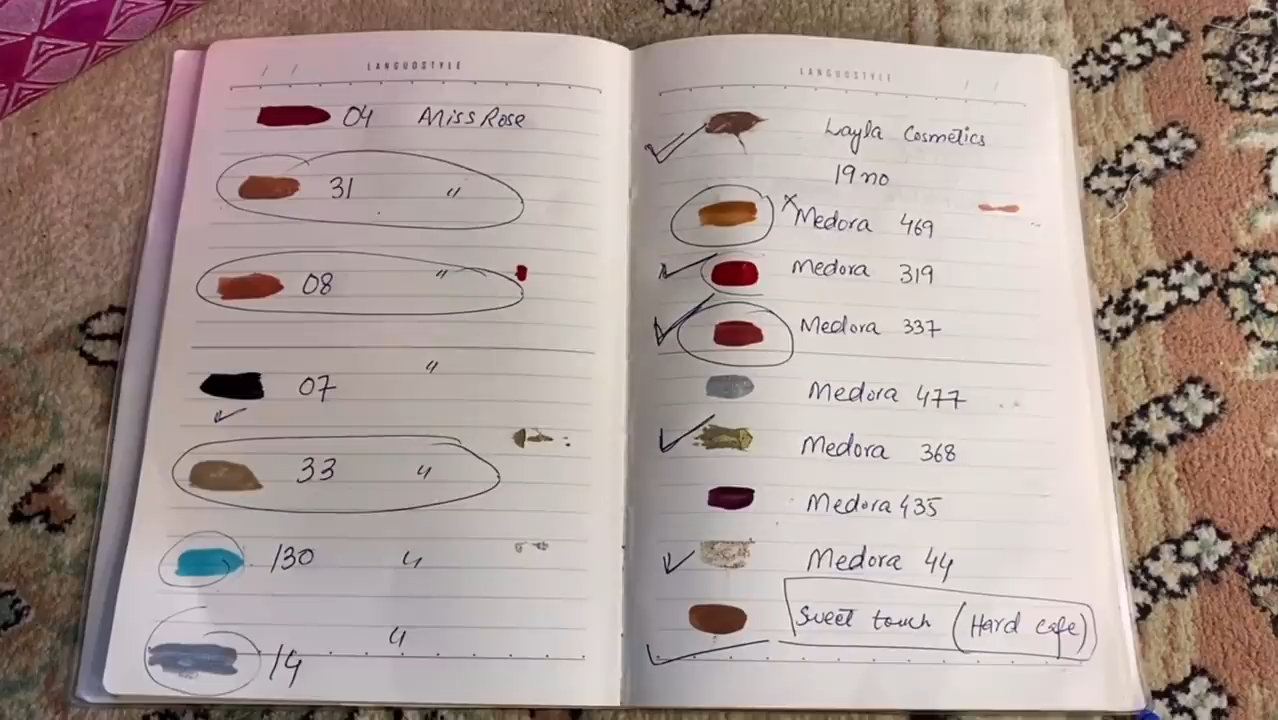 LANGUOSTYLE
04 Miss Rose
31 "
08 "
07 "
33 "
130 "
14 "
LANGUOSTYLE
Layla Cosmetics
19 no
Medora 469
Medora 319
Medora 337
Medora 477
Medora 368
Medora 435
Medora 44
Sweet touch (Hard cafe)